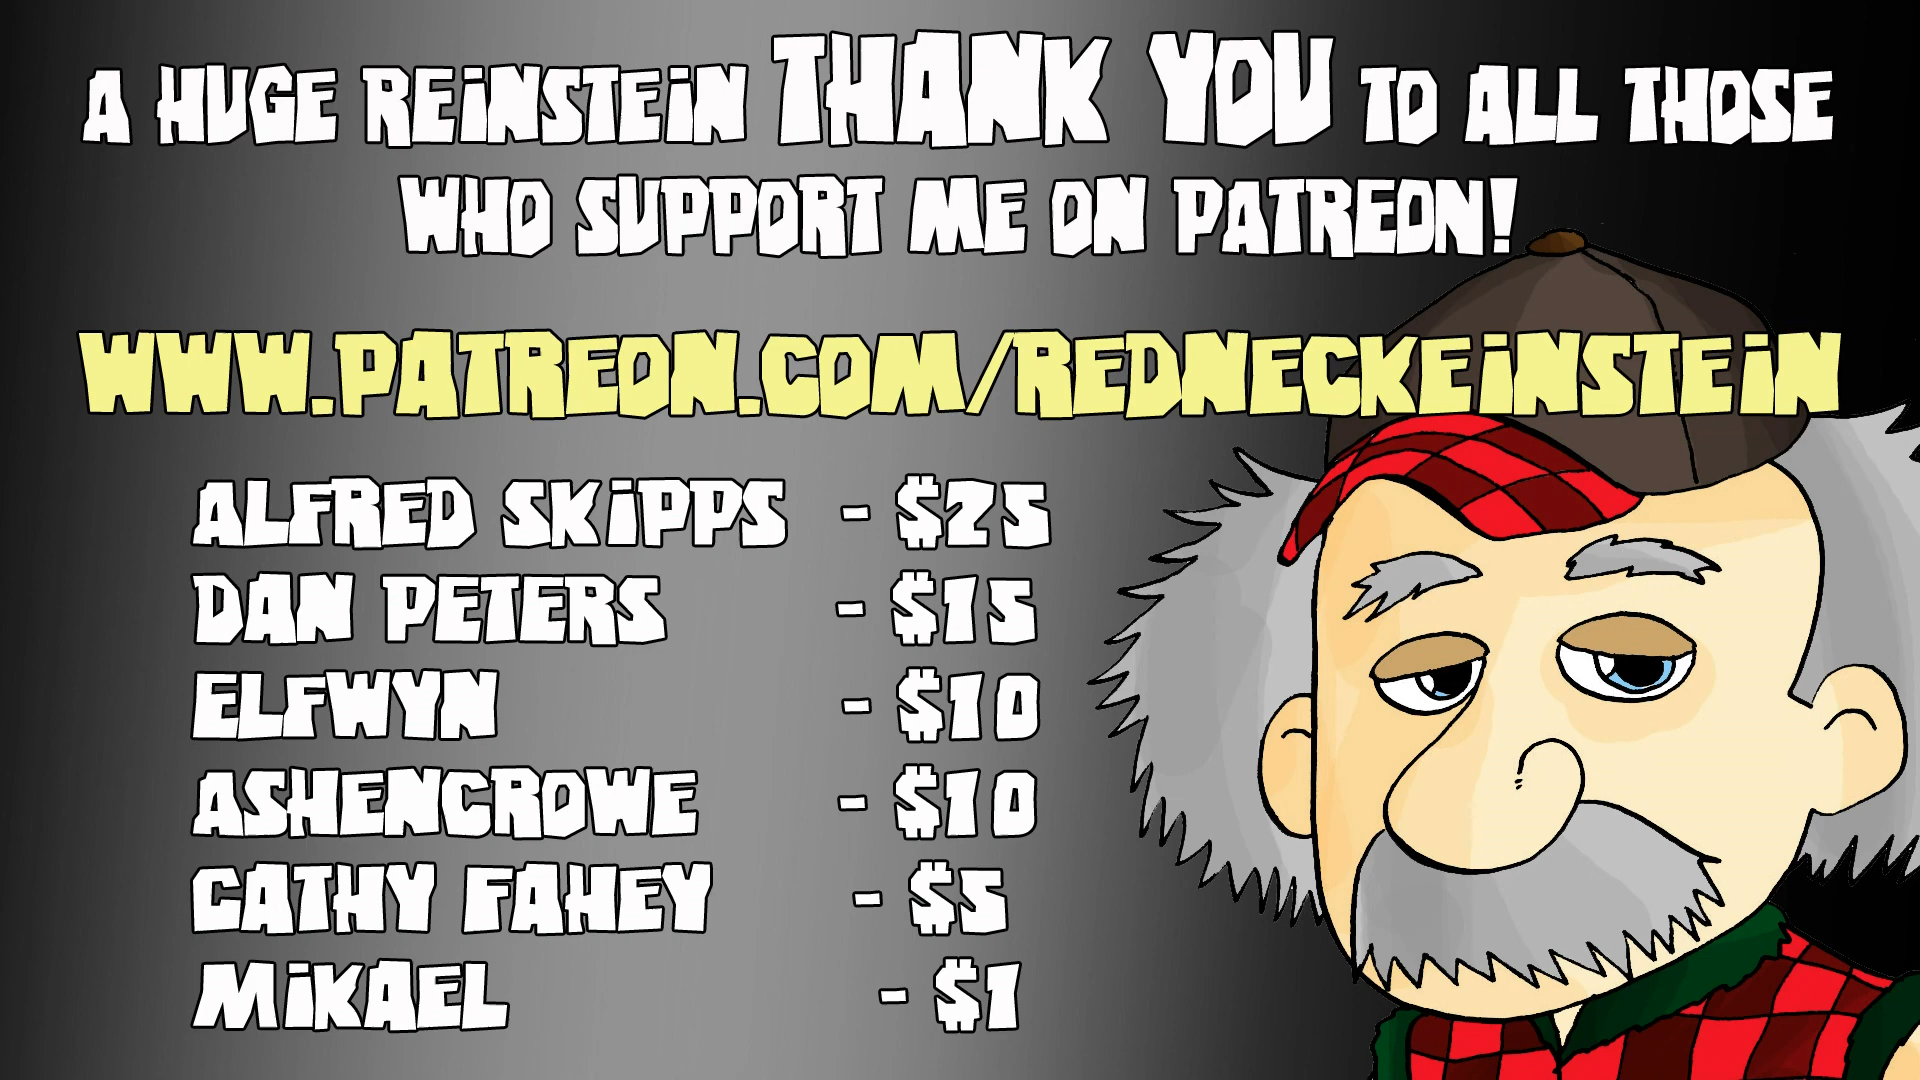 A HUGE REiNSTEiN THANK YOU TO ALL THOSE
WHO SUPPORT ME ON PATREON!
WWW.PATREON.COM/REDNECKEiNSTEiN
ALFRED SKiPPS - $25
DAN PETERS - $15
ELFWYN - $10
ASHENCROWE - $10
CATHY FAHEY - $5
MiKAEL - $1